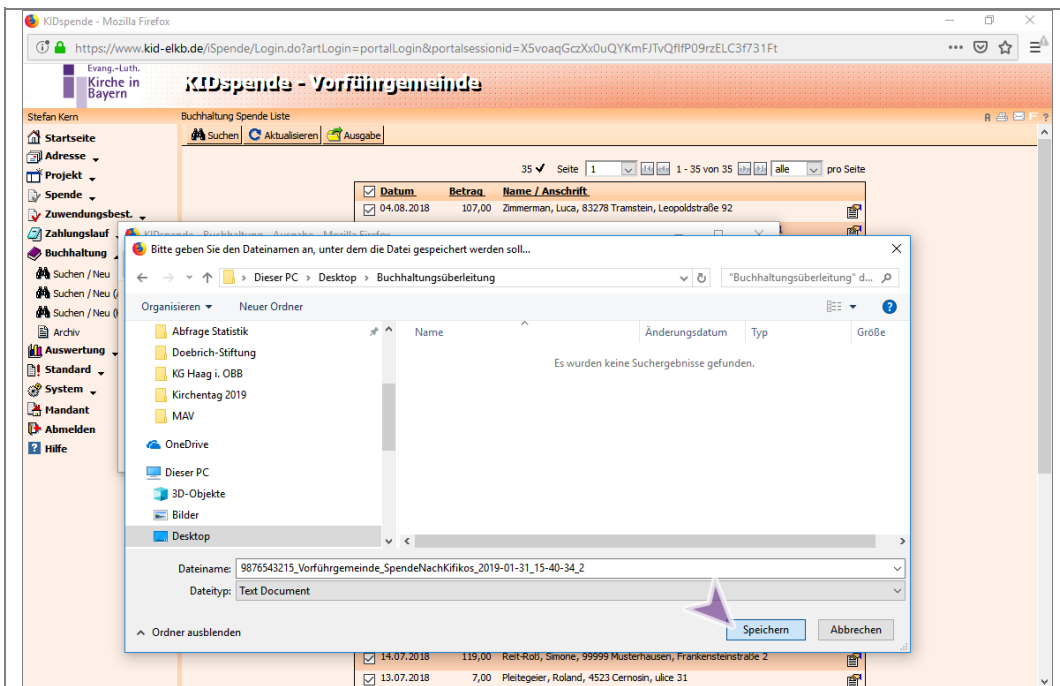 KIDspende - Mozilla Firefox
https://www.kid-elkb.de/iSpende/Login.do?artLogin=portalLogin&portalsessionid=X5voaqGczXx0uQYKmFJTvQflfP09rzELC3f731Ft
Evang.-Luth.
Kirche in
Bayern
KIDspende - Vorführgemeinde
Stefan Kern
Buchhaltung Spende Liste
Startseite
Suchen Aktualisieren Ausgabe
Adresse
35 Seite 1 1 - 35 von 35 alle pro Seite
Projekt
Datum Betrag Name / Anschrift
Spende
04.08.2018 107,00 Zimmerman, Luca, 83278 Tramstein, Leopoldstraße 92
Zuwendungsbest.
Zahlungslauf
KIDspende - Buchhaltung - Ausgabe - Mozilla Firefox
Buchhaltung
Bitte geben Sie den Dateinamen an, unter dem die Datei gespeichert werden soll...
Suchen / Neu
Dieser PC > Desktop > Buchhaltungsüberleitung
"Buchhaltungsüberleitung" d...
Suchen / Neu (
Organisieren Neuer Ordner
Suchen / Neu (
Archiv
Abfrage Statistik
Name Änderungsdatum Typ Größe
Auswertung
Doebrich-Stiftung
Es wurden keine Suchergebnisse gefunden.
Standard
KG Haag i. OBB
System
Kirchentag 2019
Mandant
MAV
Abmelden
OneDrive
Hilfe
Dieser PC
3D-Objekte
Bilder
Desktop
Dateiname: 9876543215_Vorführgemeinde_SpendeNachKifikos_2019-01-31_15-40-34_2
Dateityp: Text Document
Ordner ausblenden
Speichern Abbrechen
14.07.2018 119,00 Reit-Roß, Simone, 99999 Musterhausen, Frankensteinstraße 2
13.07.2018 7,00 Pleitegeier, Roland, 4523 Cernosin, ulice 31